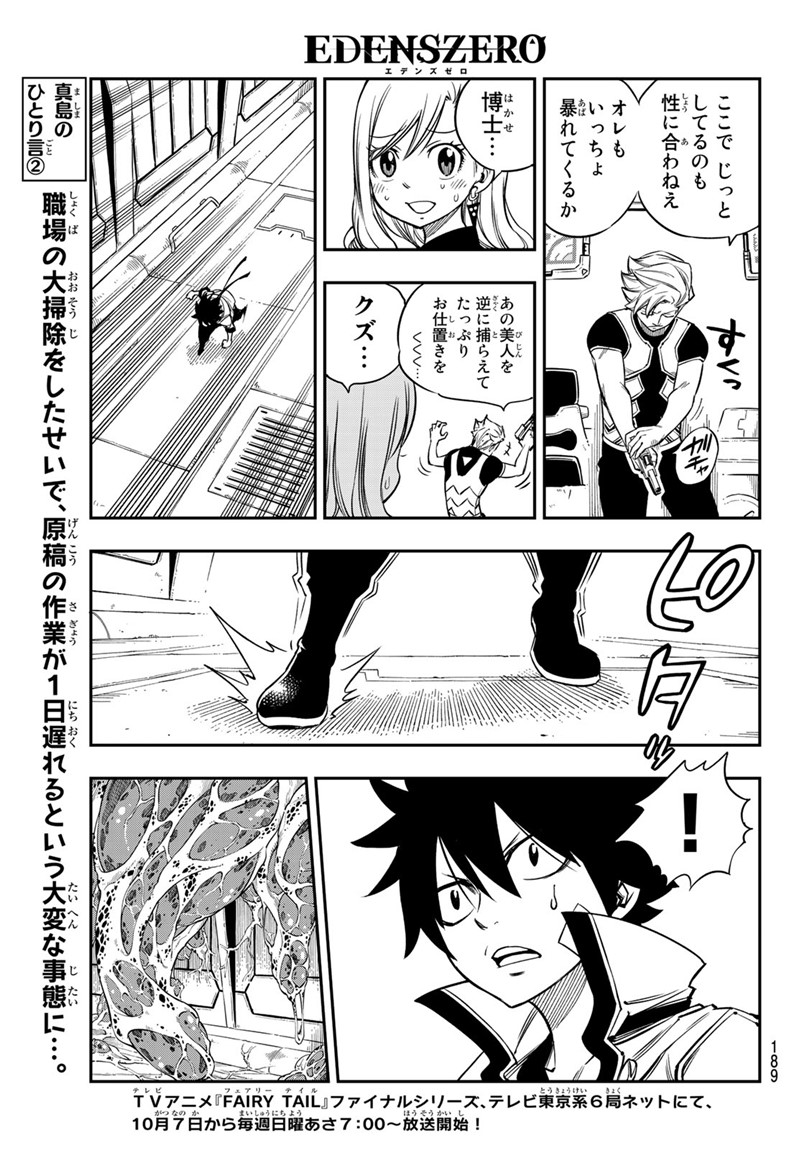 EDENSZERO
エデンズゼロ
ここで じっと
してるのも
性に合わねえ
オレも
いっちょ
暴れてくるか
すくっ
ガチャ
博士…
あの美人を
逆に捕らえて
たっぷり
お仕置きを
クズ…
ピタッ
!
真島の
ひとり言②
職場の大掃除をしたせいで、原稿の作業が1日遅れるという大変な事態に…。
189
TVアニメ『FAIRY TAIL』ファイナルシリーズ、テレビ東京系6局ネットにて、
10月7日から毎週日曜あさ7:00~放送開始!